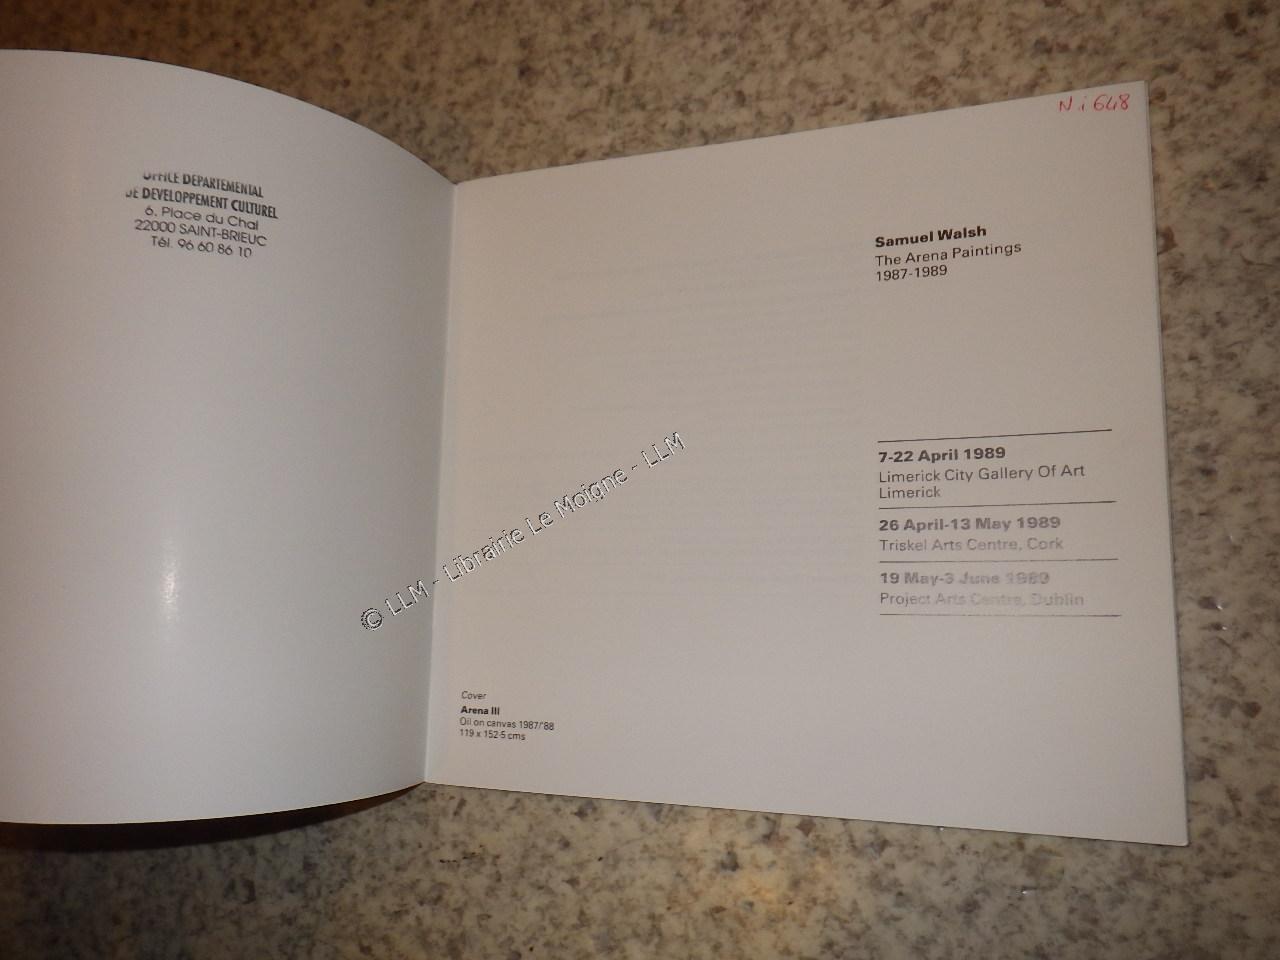 OFFICE DEPARTEMENTAL
DE DEVELOPPEMENT CULTUREL
6, Place du Chai
22000 SAINT-BRIEUC
Tél. 96 60 86 10
N.i 648
Samuel Walsh
The Arena Paintings
1987-1989
7-22 April 1989
Limerick City Gallery Of Art
Limerick
26 April-13 May 1989
Triskel Arts Centre, Cork
19 May-3 June 1989
Project Arts Centre, Dublin
© LLM - Librairie Le Moigne - LLM
Cover
Arena III
Oil on canvas 1987/'88
119 x 152·5 cms